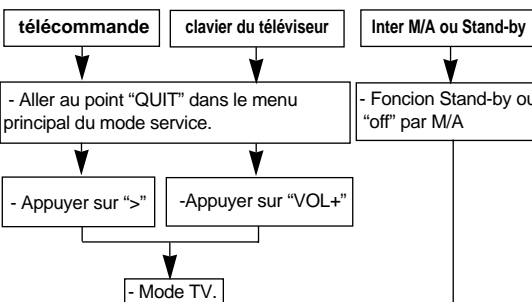 télécommande
clavier du téléviseur
Inter M/A ou Stand-by
- Aller au point “QUIT” dans le menu
principal du mode service.
- Foncion Stand-by ou
“off” par M/A
- Appuyer sur “>”
-Appuyer sur “VOL+”
- Mode TV.